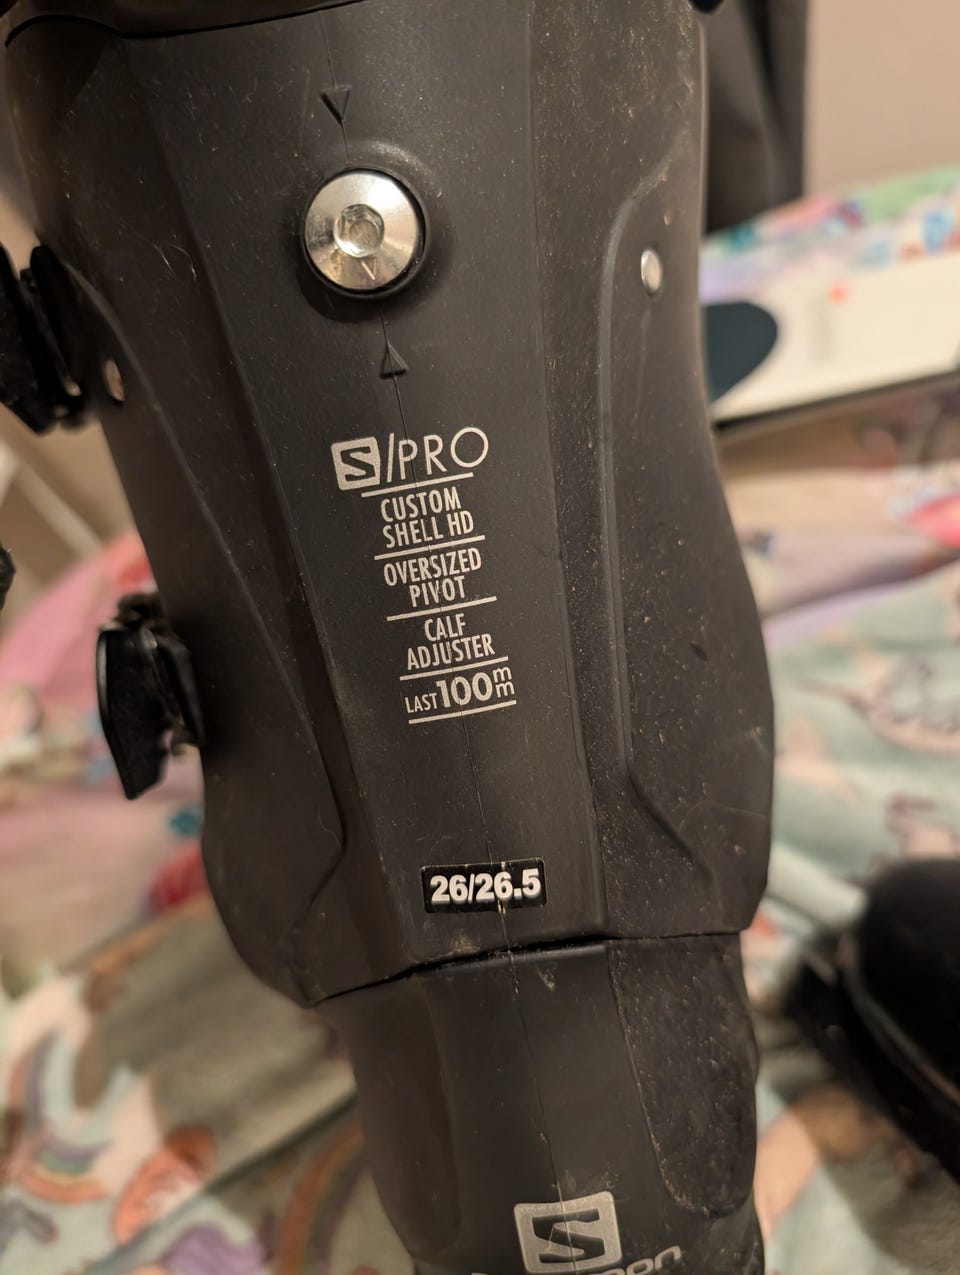 S/PRO
CUSTOM
SHELL HD
OVERSIZED
PIVOT
CALF
ADJUSTER
LAST 100mm
26/26.5
S